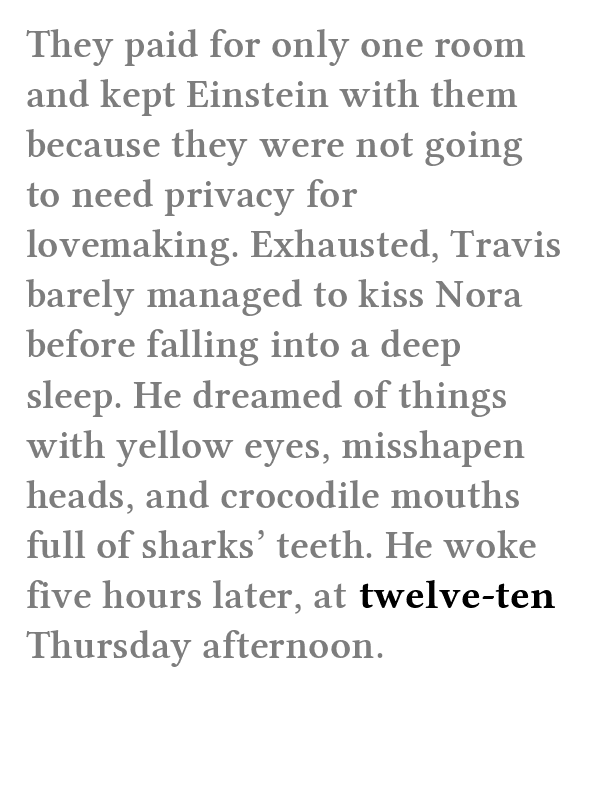 They paid for only one room
and kept Einstein with them
because they were not going
to need privacy for
lovemaking. Exhausted, Travis
barely managed to kiss Nora
before falling into a deep
sleep. He dreamed of things
with yellow eyes, misshapen
heads, and crocodile mouths
full of sharks’ teeth. He woke
five hours later, at twelve-ten
Thursday afternoon.